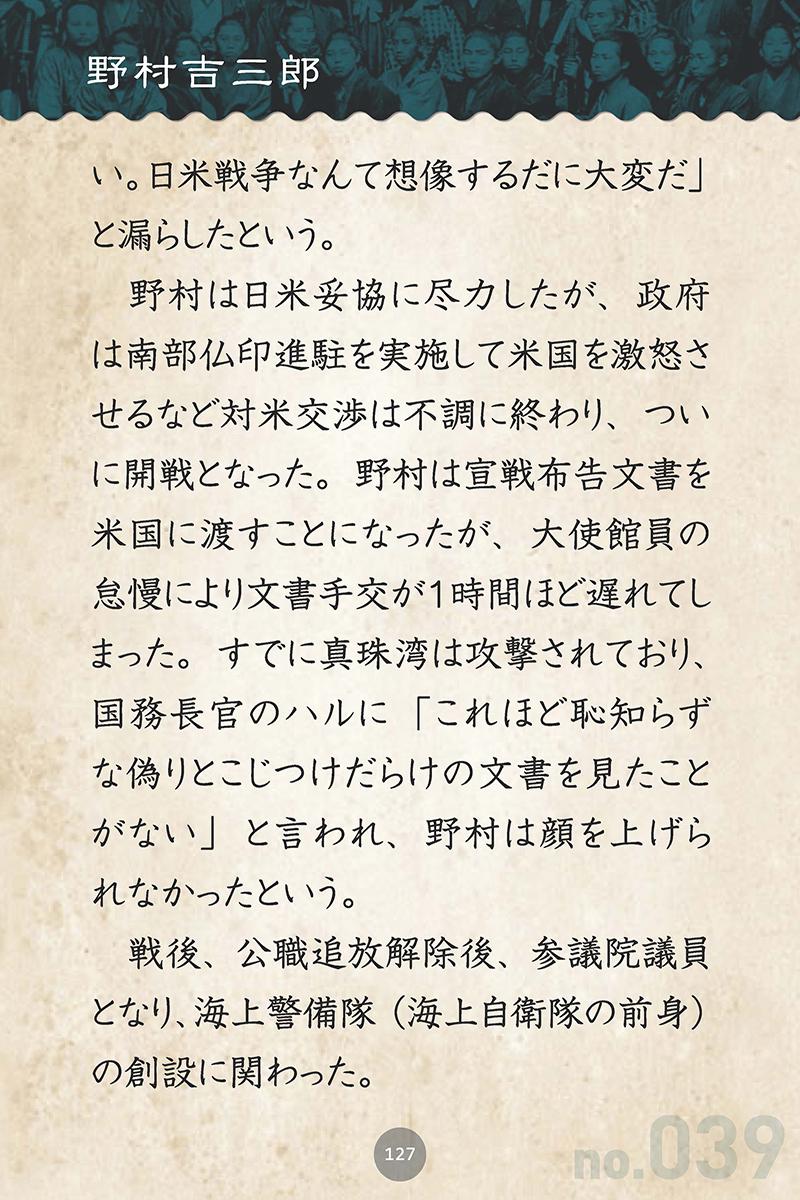 野村吉三郎
い。日米戦争なんて想像するだに大変だ」
と漏らしたという。
　野村は日米妥協に尽力したが、政府
は南部仏印進駐を実施して米国を激怒さ
せるなど対米交渉は不調に終わり、つい
に開戦となった。野村は宣戦布告文書を
米国に渡すことになったが、大使館員の
怠慢により文書手交が1時間ほど遅れてし
まった。すでに真珠湾は攻撃されており、
国務長官のハルに「これほど恥知らず
な偽りとこじつけだらけの文書を見たこと
がない」と言われ、野村は顔を上げら
れなかったという。
　戦後、公職追放解除後、参議院議員
となり、海上警備隊（海上自衛隊の前身）
の創設に関わった。
127
no.039